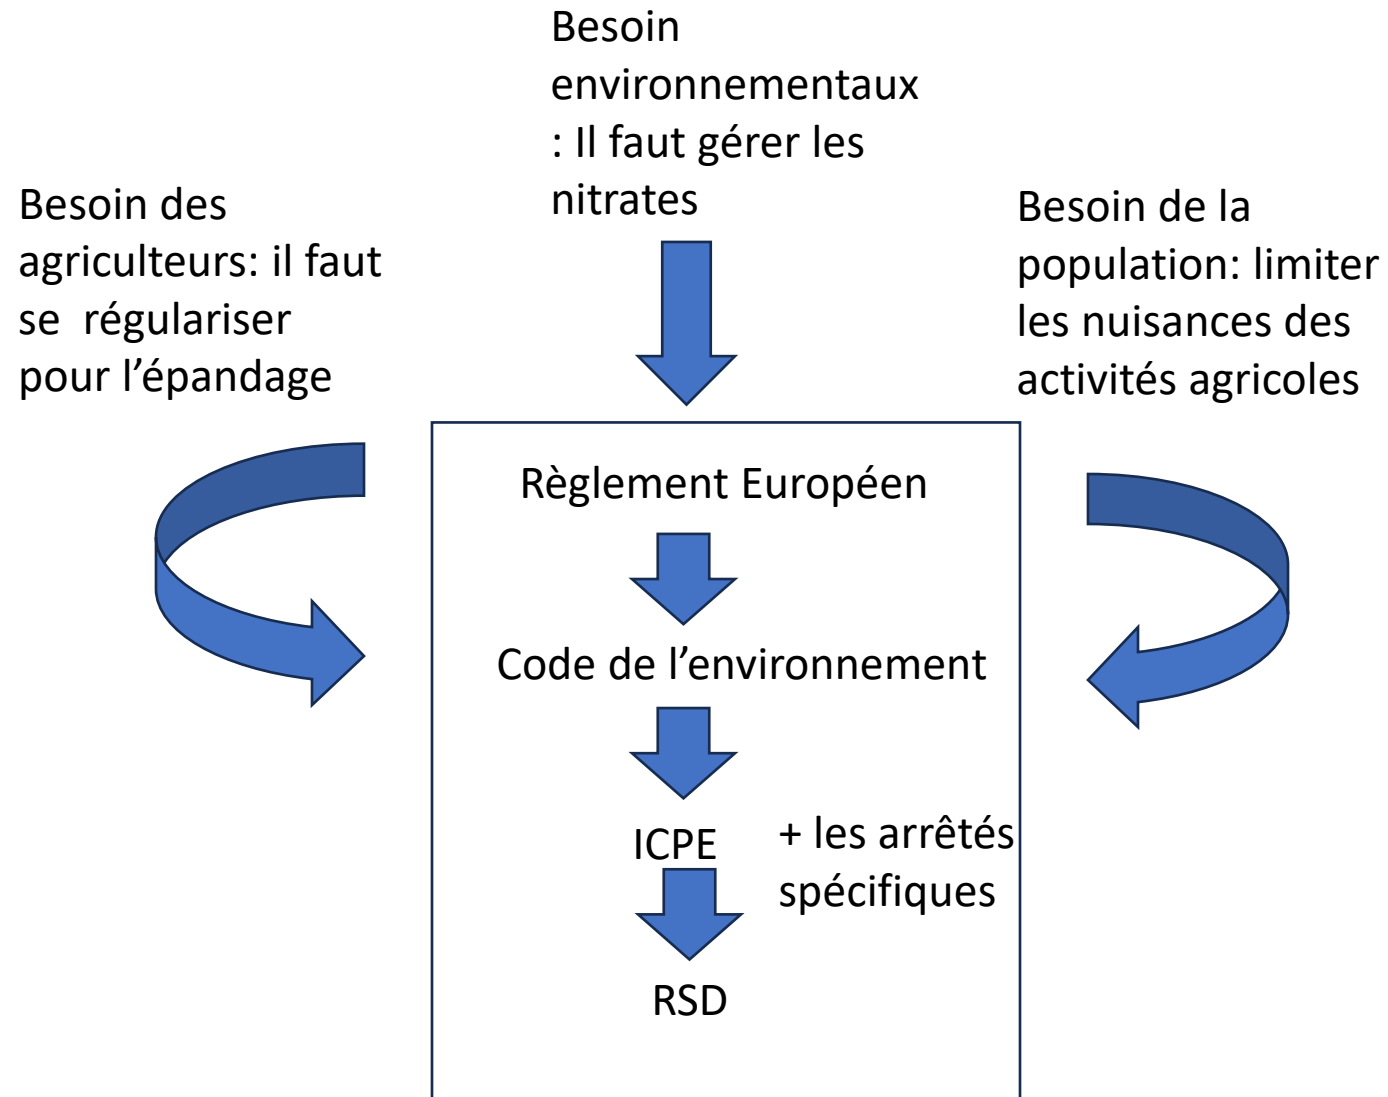 Besoin
environnementaux
: Il faut gérer les
nitrates
Besoin des
agriculteurs: il faut
se  régulariser
pour l’épandage
Besoin de la
population: limiter
les nuisances des
activités agricoles
Règlement Européen
Code de l’environnement
ICPE
+ les arrêtés
spécifiques
RSD